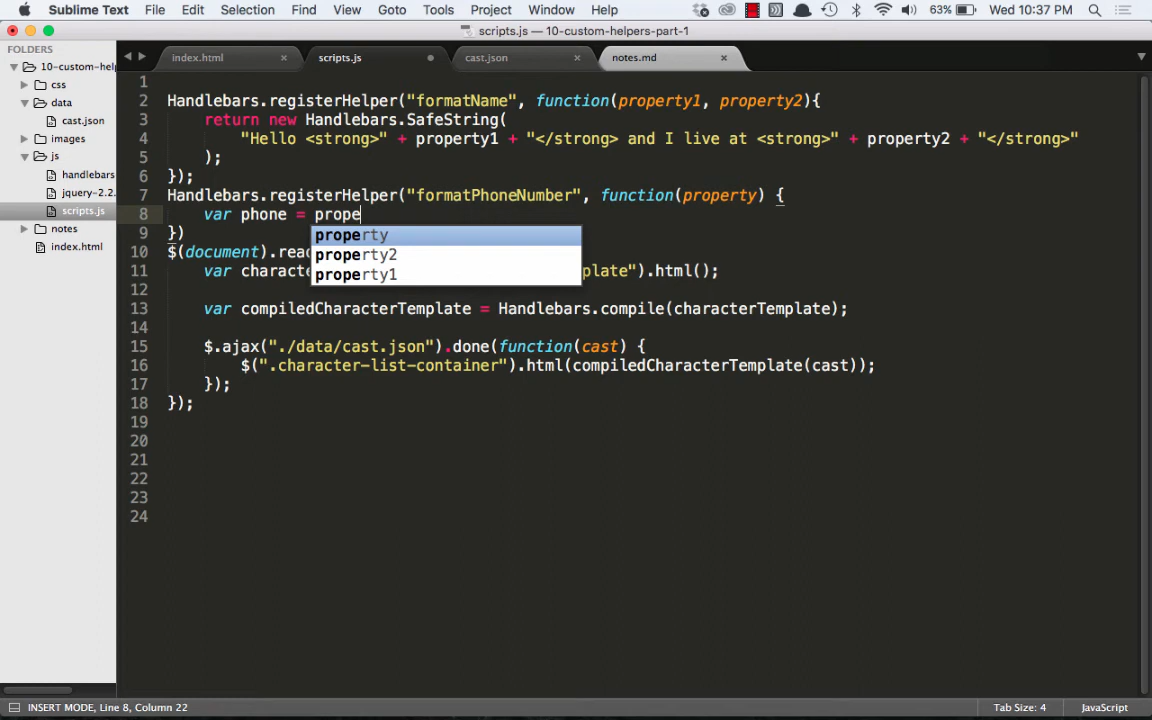 Sublime Text File Edit Selection Find View Goto Tools Project Window Help 63% Wed 10:37 PM
scripts.js — 10-custom-helpers-part-1
FOLDERS
10-custom-help
css
data
cast.json
images
js
handlebars
jquery-2.2.
scripts.js
notes
index.html
index.html scripts.js cast.json notes.md
1
2 Handlebars.registerHelper("formatName", function(property1, property2){
3 return new Handlebars.SafeString(
4 "Hello <strong>" + property1 + "</strong> and I live at <strong>" + property2 + "</strong>"
5 );
6 });
7 Handlebars.registerHelper("formatPhoneNumber", function(property) {
8 var phone = prope
9 })
property
property2
property1
10 $(document).rea
11 var characte plate").html();
12
13 var compiledCharacterTemplate = Handlebars.compile(characterTemplate);
14
15 $.ajax("./data/cast.json").done(function(cast) {
16 $(".character-list-container").html(compiledCharacterTemplate(cast));
17 });
18 });
19
20
21
22
23
24
INSERT MODE, Line 8, Column 22 Tab Size: 4 JavaScript